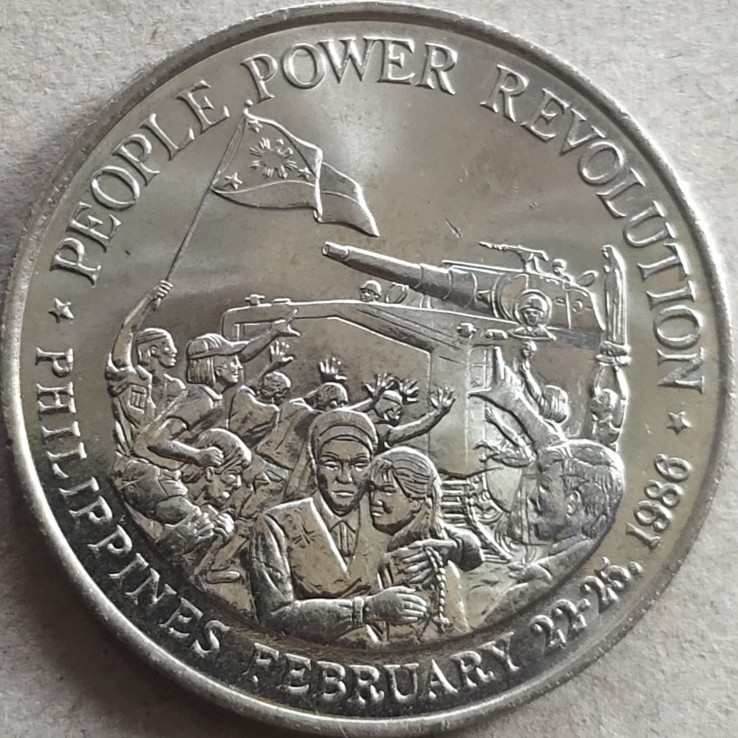 PEOPLE POWER REVOLUTION
PHILIPPINES FEBRUARY 22-25, 1986